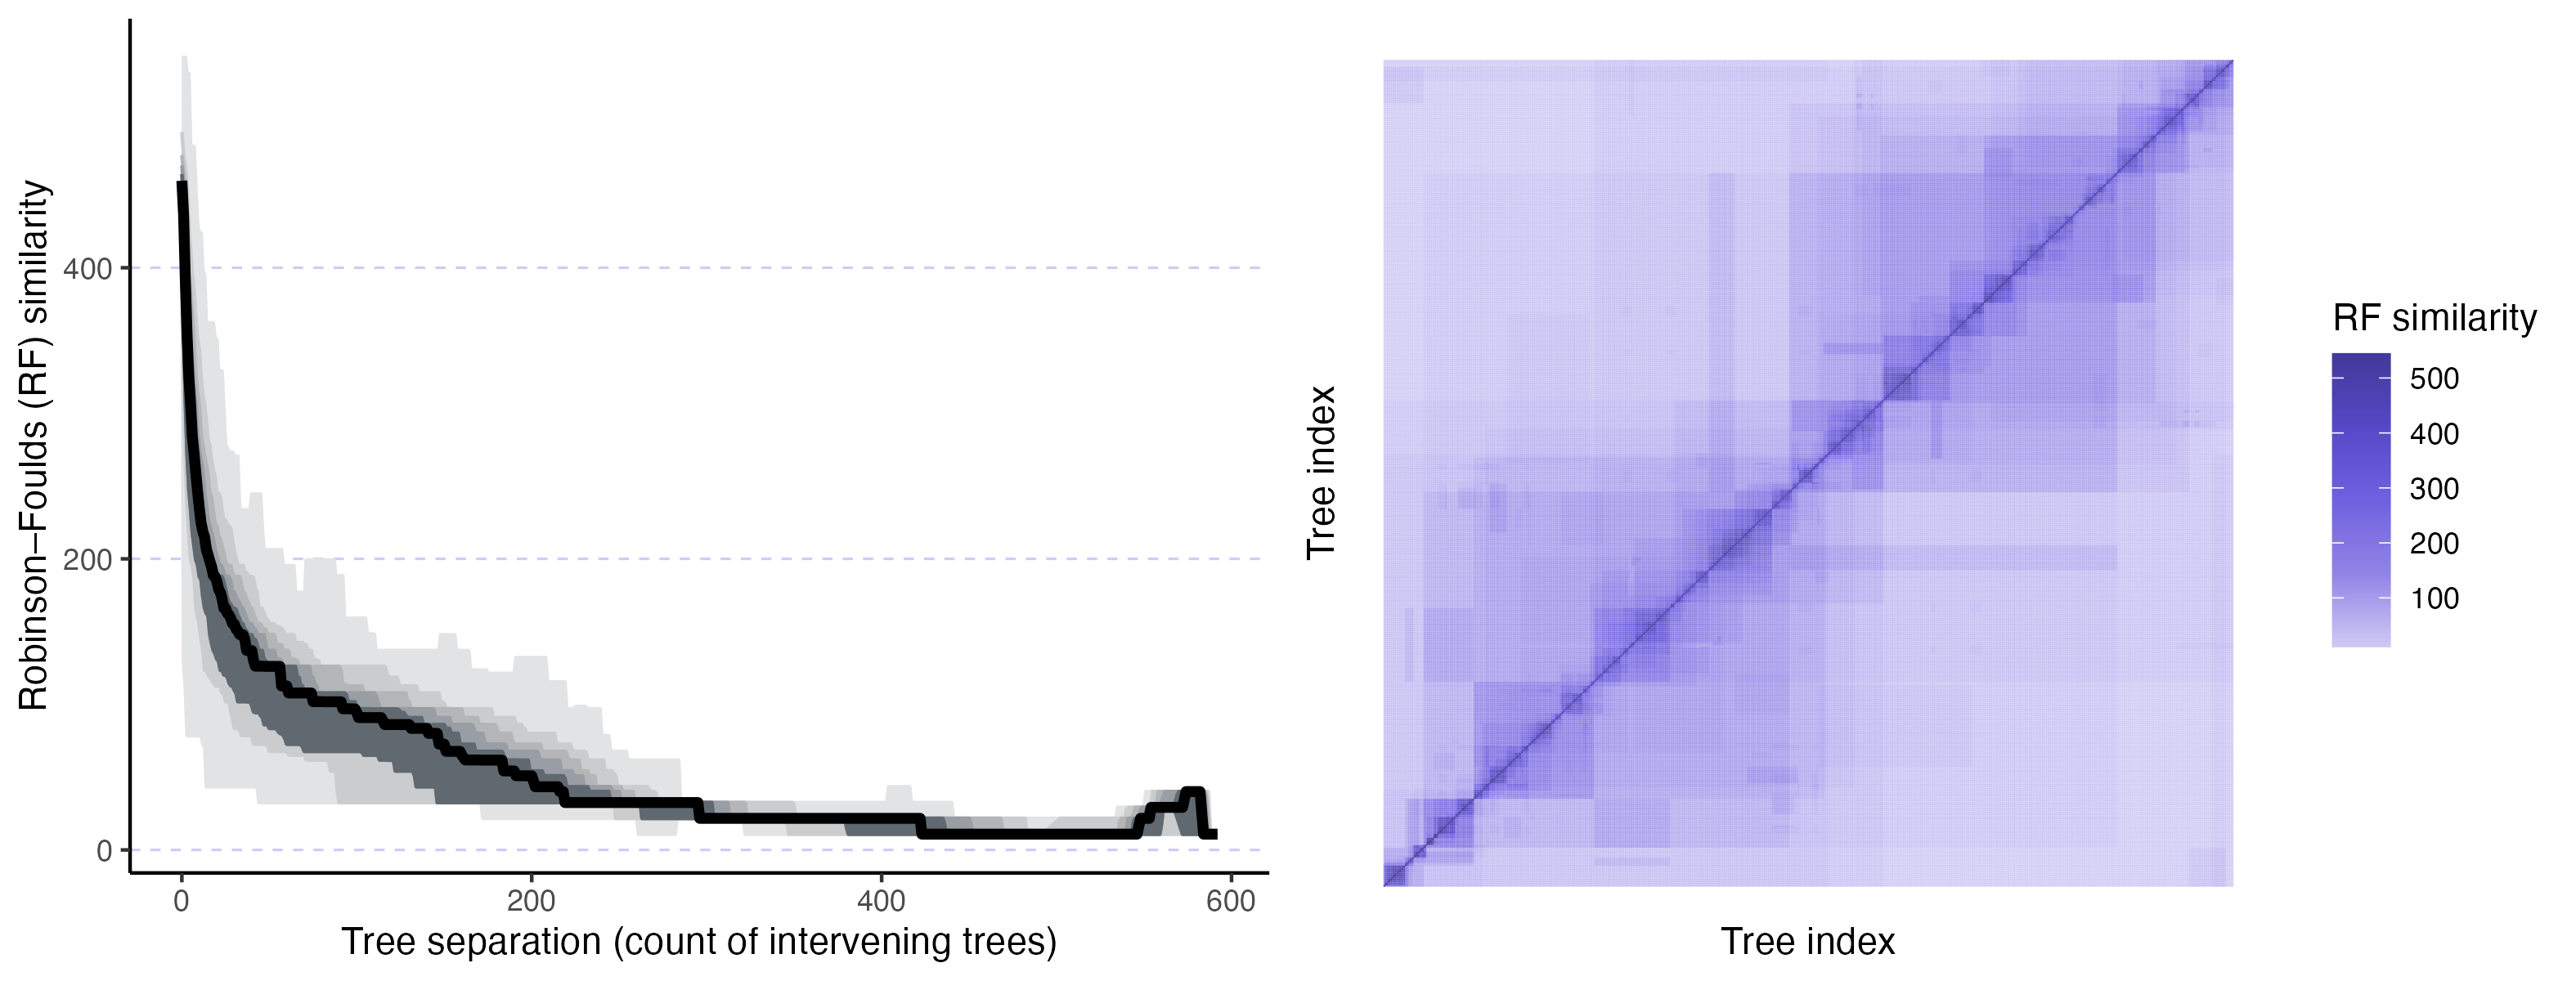 Robinson–Foulds (RF) similarity
400
200
0
0
200
400
600
Tree separation (count of intervening trees)
Tree index
Tree index
RF similarity
500
400
300
200
100